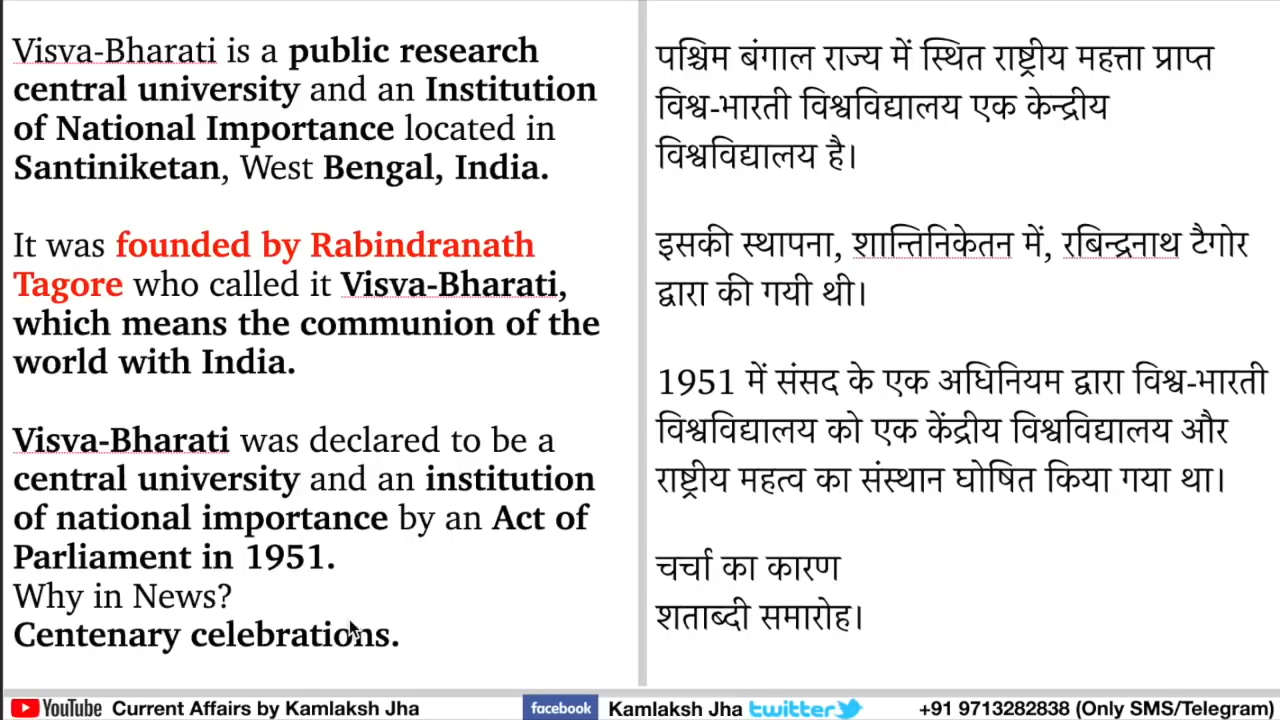 Visva-Bharati is a public research
central university and an Institution
of National Importance located in
Santiniketan, West Bengal, India.
It was founded by Rabindranath
Tagore who called it Visva-Bharati,
which means the communion of the
world with India.
Visva-Bharati was declared to be a
central university and an institution
of national importance by an Act of
Parliament in 1951.
Why in News?
Centenary celebrations.
पश्चिम बंगाल राज्य में स्थित राष्ट्रीय महत्ता प्राप्त
विश्व-भारती विश्वविद्यालय एक केन्द्रीय
विश्वविद्यालय है।
इसकी स्थापना, शान्तिनिकेतन में, रबिन्द्रनाथ टैगोर
द्वारा की गयी थी।
1951 में संसद के एक अधिनियम द्वारा विश्व-भारती
विश्वविद्यालय को एक केंद्रीय विश्वविद्यालय और
राष्ट्रीय महत्व का संस्थान घोषित किया गया था।
चर्चा का कारण
शताब्दी समारोह।
YouTube Current Affairs by Kamlaksh Jha facebook Kamlaksh Jha twitter +91 9713282838 (Only SMS/Telegram)